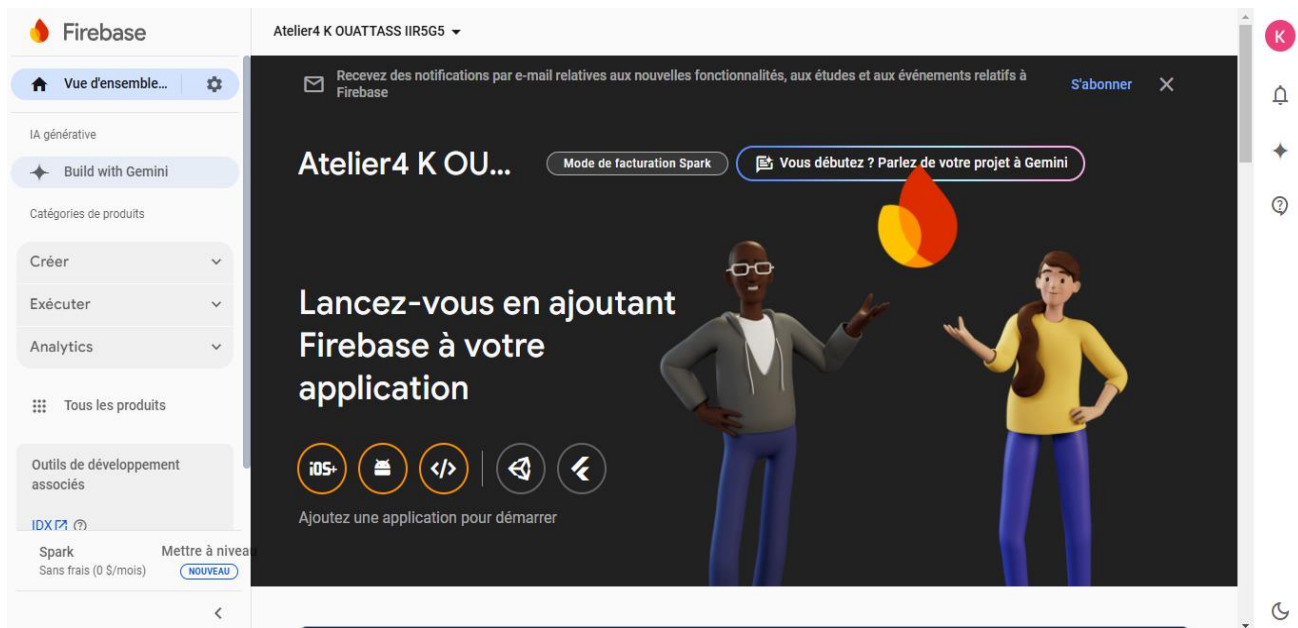 Firebase
Atelier4 K OUATTASS IIR5G5
K
Vue d'ensemble...
Recevez des notifications par e-mail relatives aux nouvelles fonctionnalités, aux études et aux événements relatifs à
Firebase
S'abonner
IA générative
Build with Gemini
Catégories de produits
Créer
Exécuter
Analytics
Tous les produits
Outils de développement
associés
IDX
Spark
Mettre à niveau
Sans frais (0 $/mois)
NOUVEAU
Atelier4 K OU...
Mode de facturation Spark
Vous débutez ? Parlez de votre projet à Gemini
Lancez-vous en ajoutant
Firebase à votre
application
iOS+
</>
Ajoutez une application pour démarrer